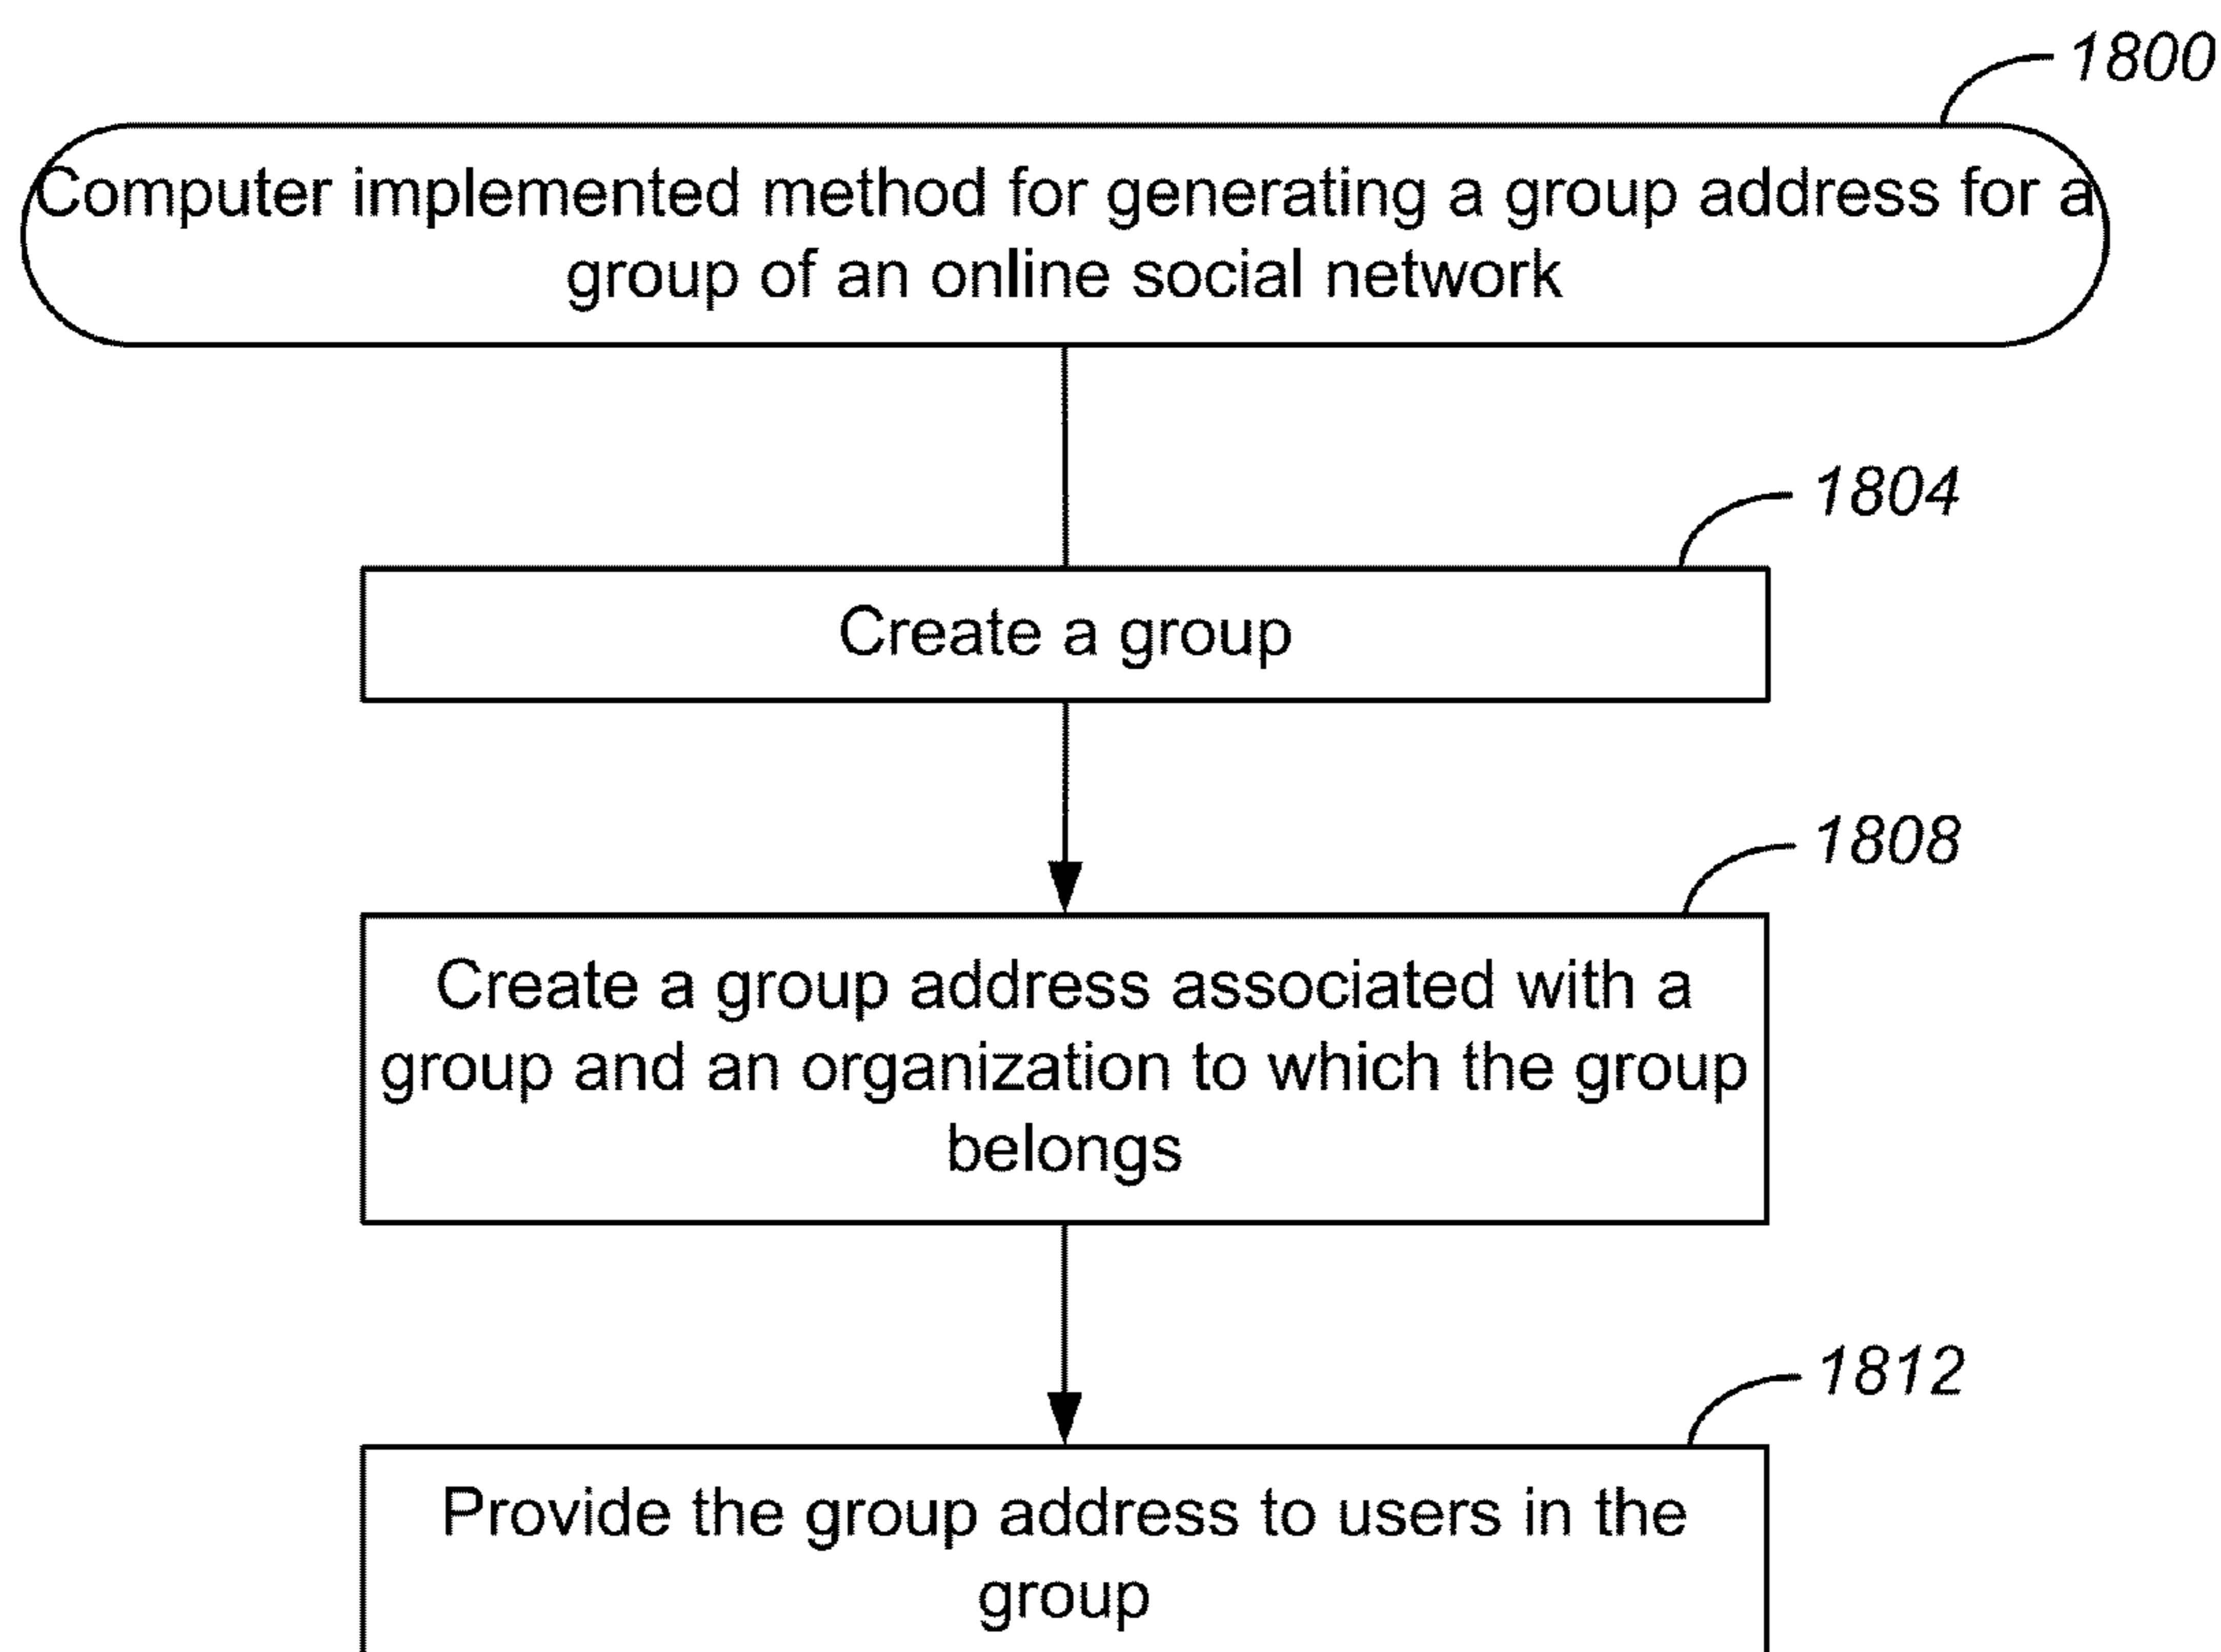 1800
Computer implemented method for generating a group address for a
group of an online social network
1804
Create a group
1808
Create a group address associated with a
group and an organization to which the group
belongs
1812
Provide the group address to users in the
group